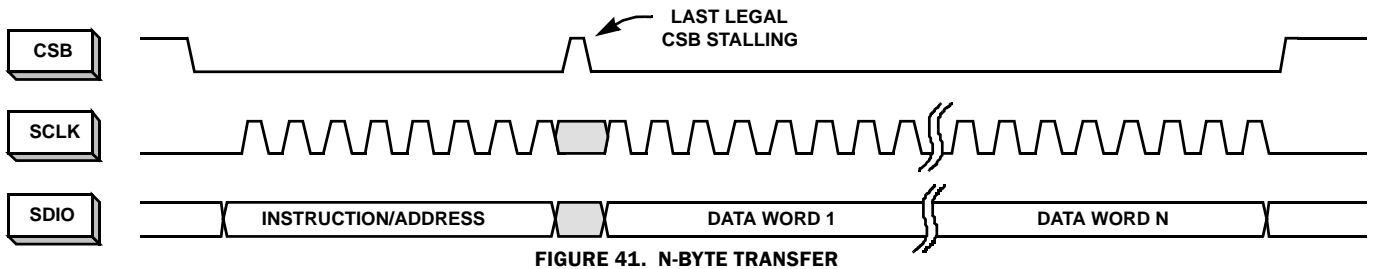 LAST LEGAL
CSB STALLING
CSB
SCLK
SDIO
INSTRUCTION/ADDRESS
DATA WORD 1
DATA WORD N
FIGURE 41. N-BYTE TRANSFER